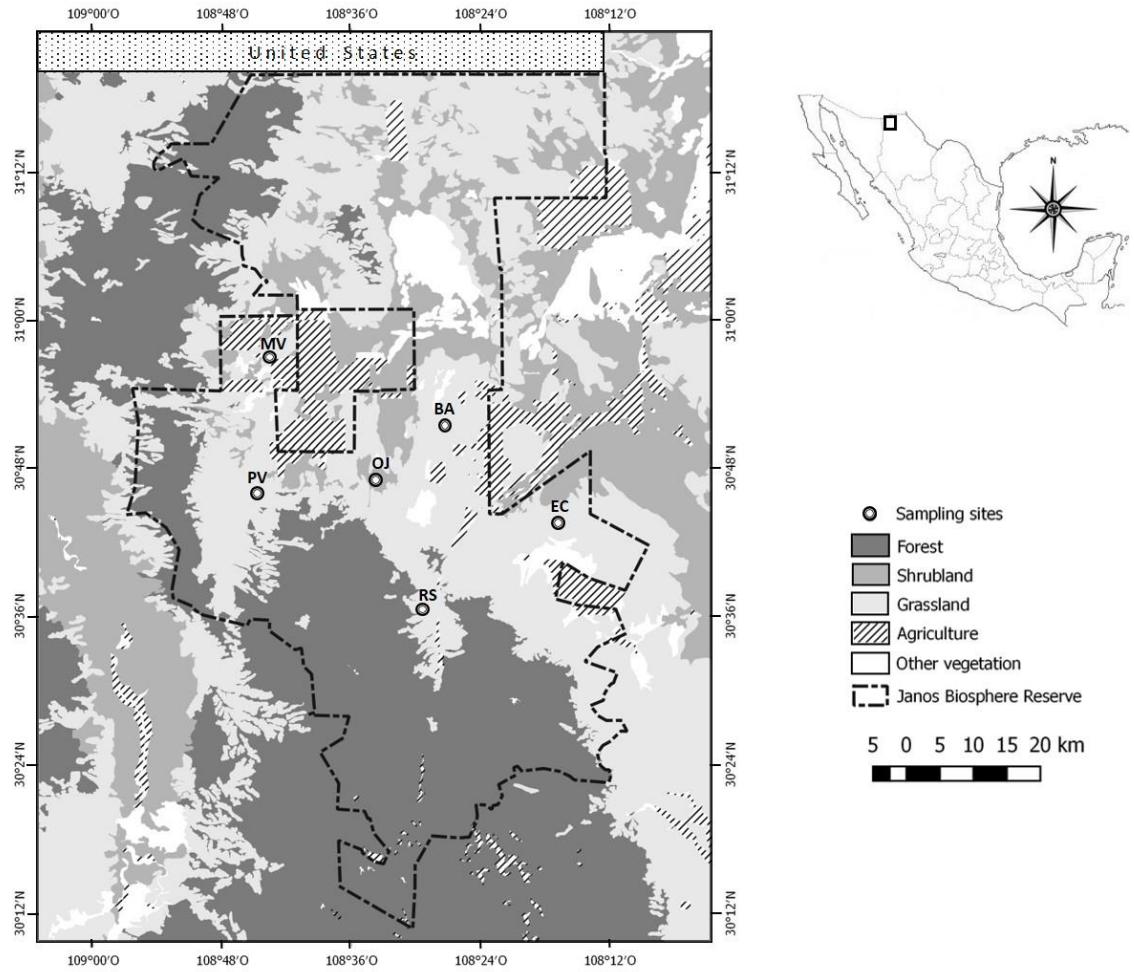 109°00'O 108°48'O 108°36'O 108°24'O 108°12'O
United States
31°12'N 31°12'N
N
31°00'N 31°00'N
MV
BA
30°48'N 30°48'N
OJ
PV
EC
Sampling sites
Forest
Shrubland
RS
Grassland
30°36'N 30°36'N
Agriculture
Other vegetation
Janos Biosphere Reserve
5 0 5 10 15 20 km
30°24'N 30°24'N
30°12'N 30°12'N
109°00'O 108°48'O 108°36'O 108°24'O 108°12'O